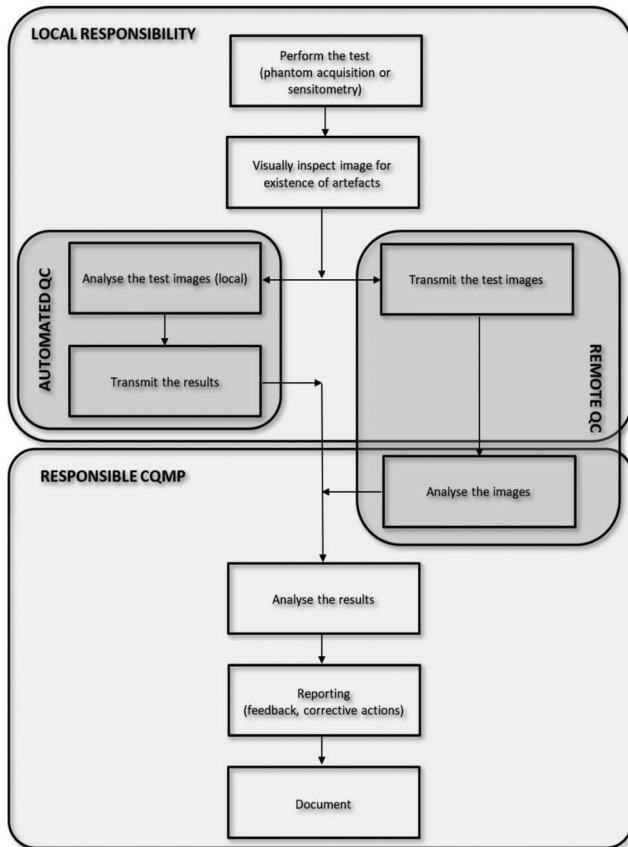 LOCAL RESPONSIBILITY
Perform the test
(phantom acquisition or
sensitometry)
Visually inspect image for
existence of artefacts
AUTOMATED QC
Analyse the test images (local)
Transmit the results
REMOTE QC
Transmit the test images
RESPONSIBLE CQMP
Analyse the images
Analyse the results
Reporting
(feedback, corrective actions)
Document